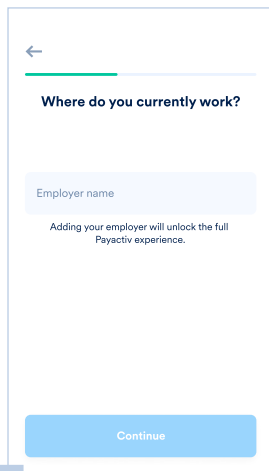 Where do you currently work?
Employer name
Adding your employer will unlock the full
Payactiv experience.
Continue